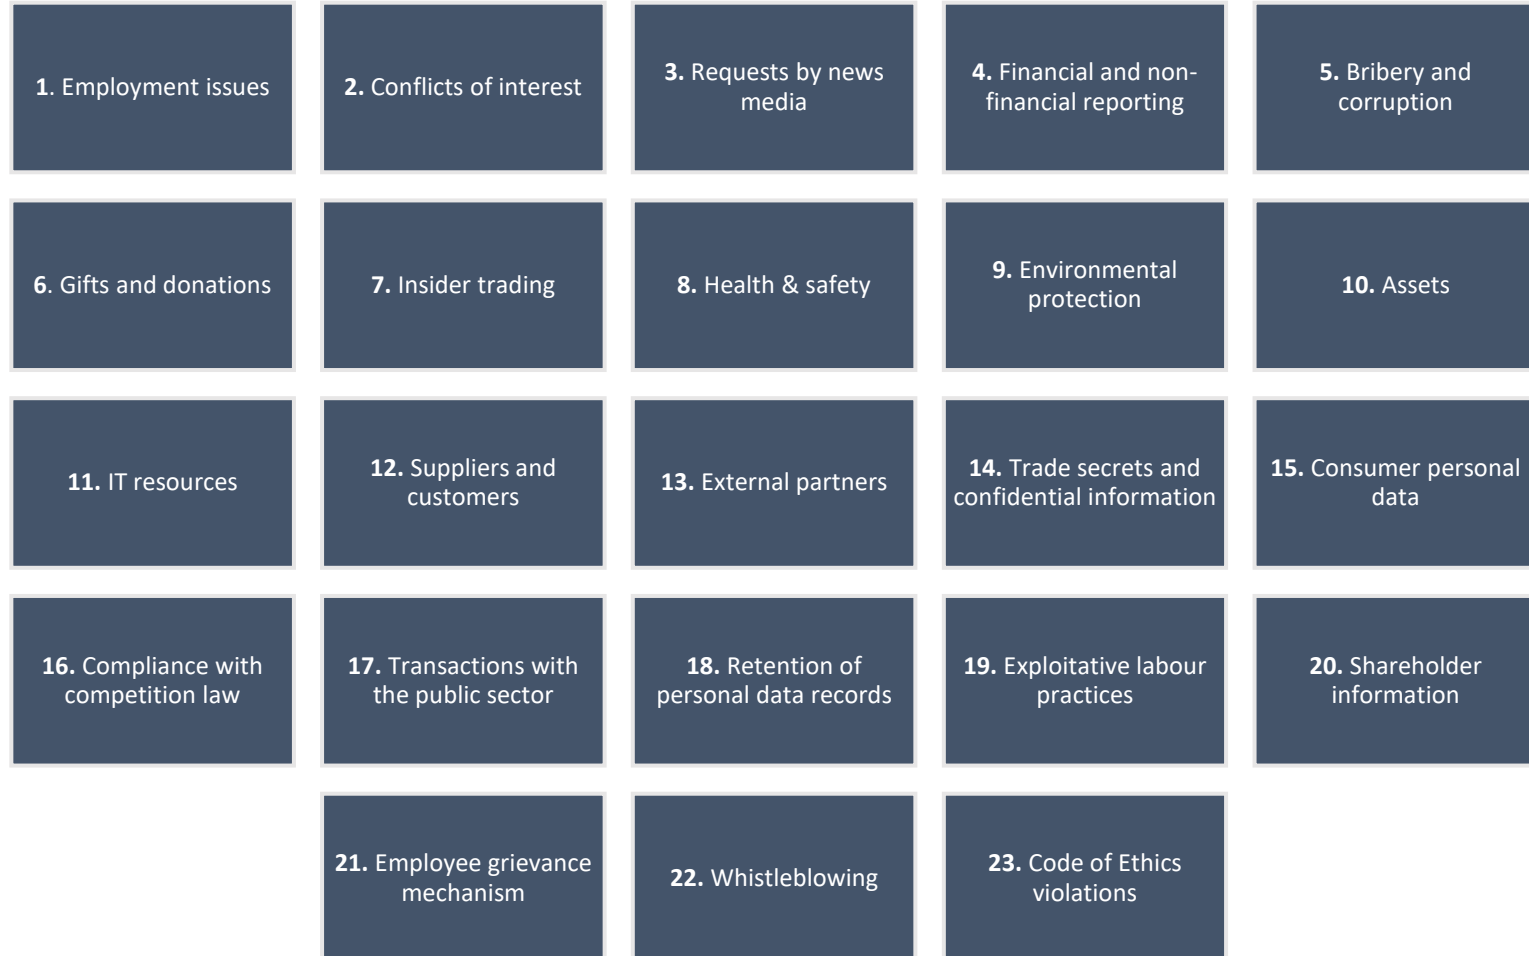 1. Employment issues
2. Conflicts of interest
3. Requests by news
media
4. Financial and non-
financial reporting
5. Bribery and
corruption
6. Gifts and donations
7. Insider trading
8. Health & safety
9. Environmental
protection
10. Assets
11. IT resources
12. Suppliers and
customers
13. External partners
14. Trade secrets and
confidential information
15. Consumer personal
data
16. Compliance with
competition law
17. Transactions with
the public sector
18. Retention of
personal data records
19. Exploitative labour
practices
20. Shareholder
information
21. Employee grievance
mechanism
22. Whistleblowing
23. Code of Ethics
violations